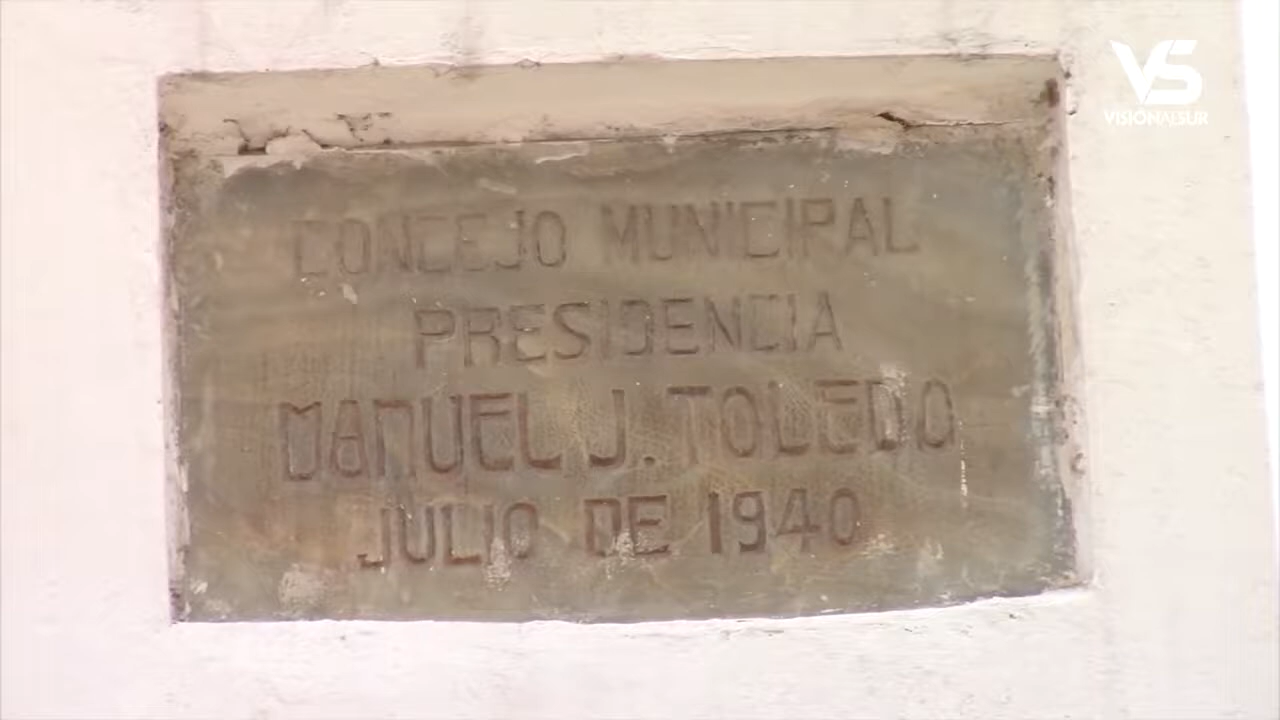 VS
VISIONALSUR
CONCEJO MUNICIPAL
PRESIDENCIA
MANUEL J. TOLEDO
JULIO DE 1940